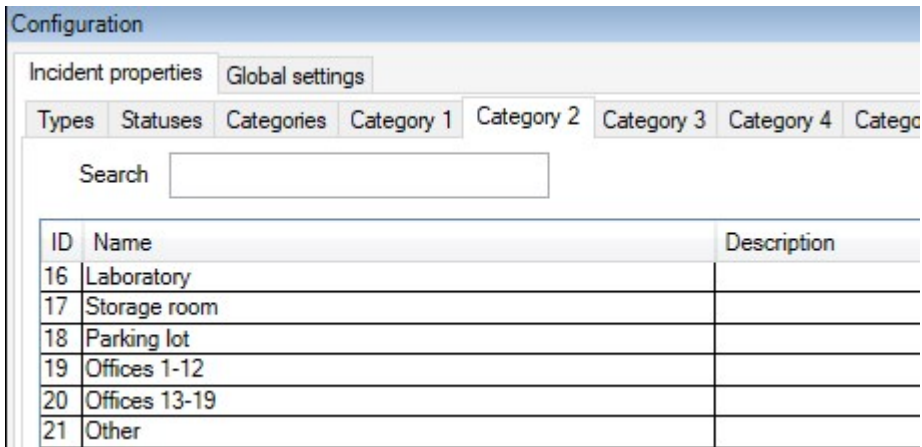 Configuration
Incident properties Global settings
Types Statuses Categories Category 1 Category 2 Category 3 Category 4 Catego
Search
ID Name Description
16 Laboratory
17 Storage room
18 Parking lot
19 Offices 1-12
20 Offices 13-19
21 Other